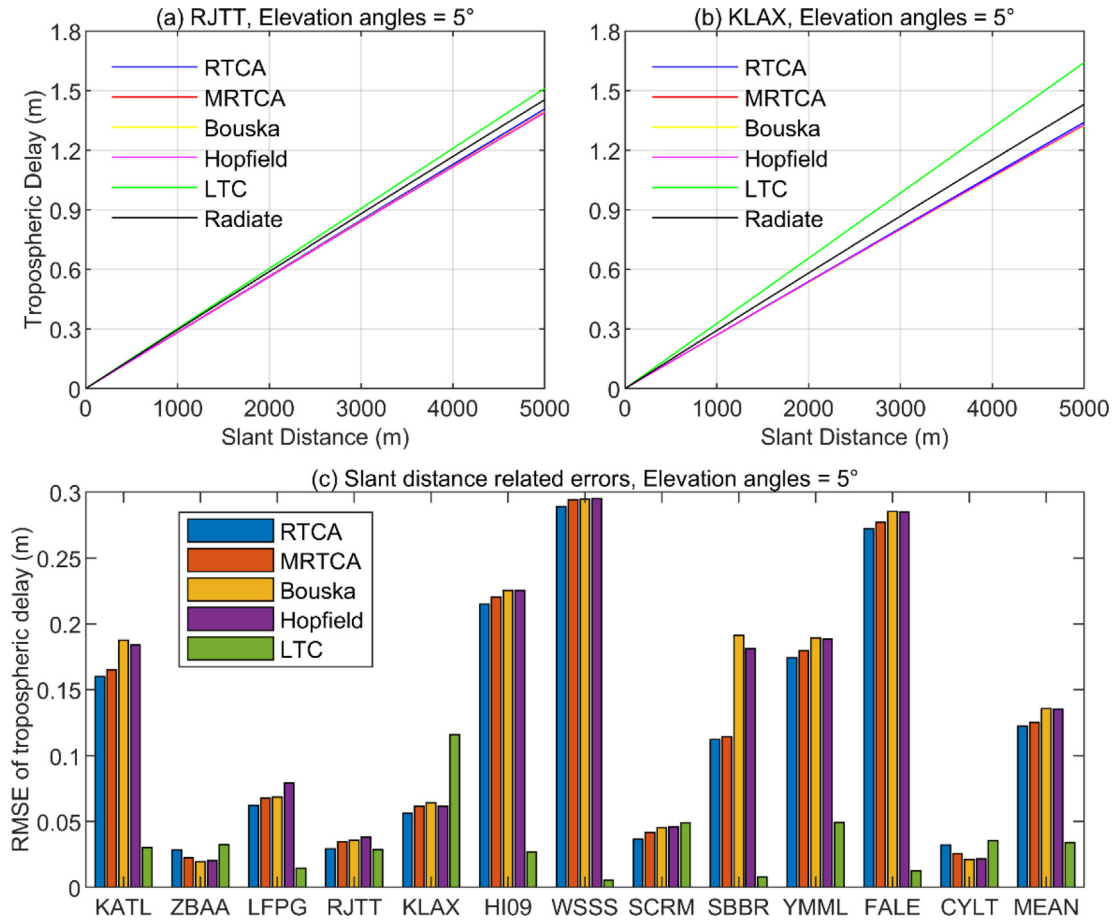 (a) RJTT, Elevation angles = 5°
Tropospheric Delay (m)
1.8
1.5
1.2
0.9
0.6
0.3
0
RTCA
MRTCA
Bouska
Hopfield
LTC
Radiate
0 1000 2000 3000 4000 5000
Slant Distance (m)
(b) KLAX, Elevation angles = 5°
1.8
1.5
1.2
0.9
0.6
0.3
0
RTCA
MRTCA
Bouska
Hopfield
LTC
Radiate
0 1000 2000 3000 4000 5000
Slant Distance (m)
(c) Slant distance related errors, Elevation angles = 5°
RMSE of tropospheric delay (m)
0.3
0.25
0.2
0.15
0.1
0.05
0
RTCA
MRTCA
Bouska
Hopfield
LTC
KATL ZBAA LFPG RJTT KLAX HI09 WSSS SCRM SBBR YMML FALE CYLT MEAN